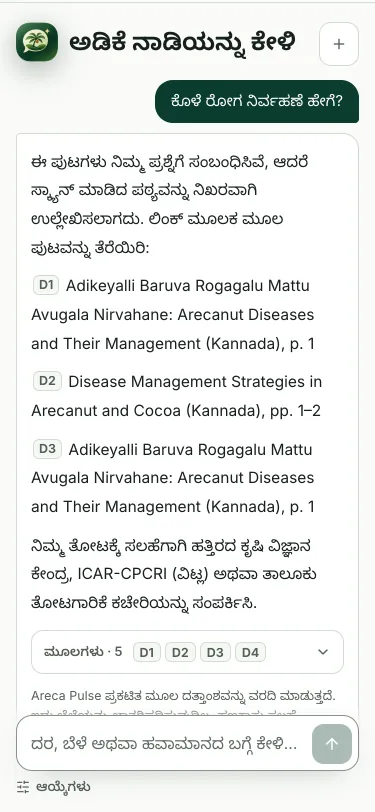 ಅಡಿಕೆ ನಾಡಿಯನ್ನು ಕೇಳಿ
ಕೊಳೆ ರೋಗ ನಿರ್ವಹಣೆ ಹೇಗೆ?
ಈ ಪುಟಗಳು ನಿಮ್ಮ ಪ್ರಶ್ನೆಗೆ ಸಂಬಂಧಿಸಿವೆ, ಆದರೆ
ಸ್ಕ್ಯಾನ್ ಮಾಡಿದ ಪಠ್ಯವನ್ನು ನಿಖರವಾಗಿ
ಉಲ್ಲೇಖಿಸಲಾಗದು. ಲಿಂಕ್ ಮೂಲಕ ಮೂಲ
ಪುಟವನ್ನು ತೆರೆಯಿರಿ:
D1 Adikeyalli Baruva Rogagalu Mattu
Avugala Nirvahane: Arecanut Diseases
and Their Management (Kannada), p. 1
D2 Disease Management Strategies in
Arecanut and Cocoa (Kannada), pp. 1–2
D3 Adikeyalli Baruva Rogagalu Mattu
Avugala Nirvahane: Arecanut Diseases
and Their Management (Kannada), p. 1
ನಿಮ್ಮ ತೋಟಕ್ಕೆ ಸಲಹೆಗಾಗಿ ಹತ್ತಿರದ ಕೃಷಿ ವಿಜ್ಞಾನ
ಕೇಂದ್ರ, ICAR-CPCRI (ವಿಟ್ಲ) ಅಥವಾ ತಾಲೂಕು
ತೋಟಗಾರಿಕೆ ಕಚೇರಿಯನ್ನು ಸಂಪರ್ಕಿಸಿ.
ಮೂಲಗಳು · 5 D1 D2 D3 D4
Areca Pulse ಪ್ರಕಟಿತ ಮೂಲ ದತ್ತಾಂಶವನ್ನು ವರದಿ ಮಾಡುತ್ತದೆ.
ದರ, ಬೆಳೆ ಅಥವಾ ಹವಾಮಾನದ ಬಗ್ಗೆ ಕೇಳಿ...
ಆಯ್ಕೆಗಳು